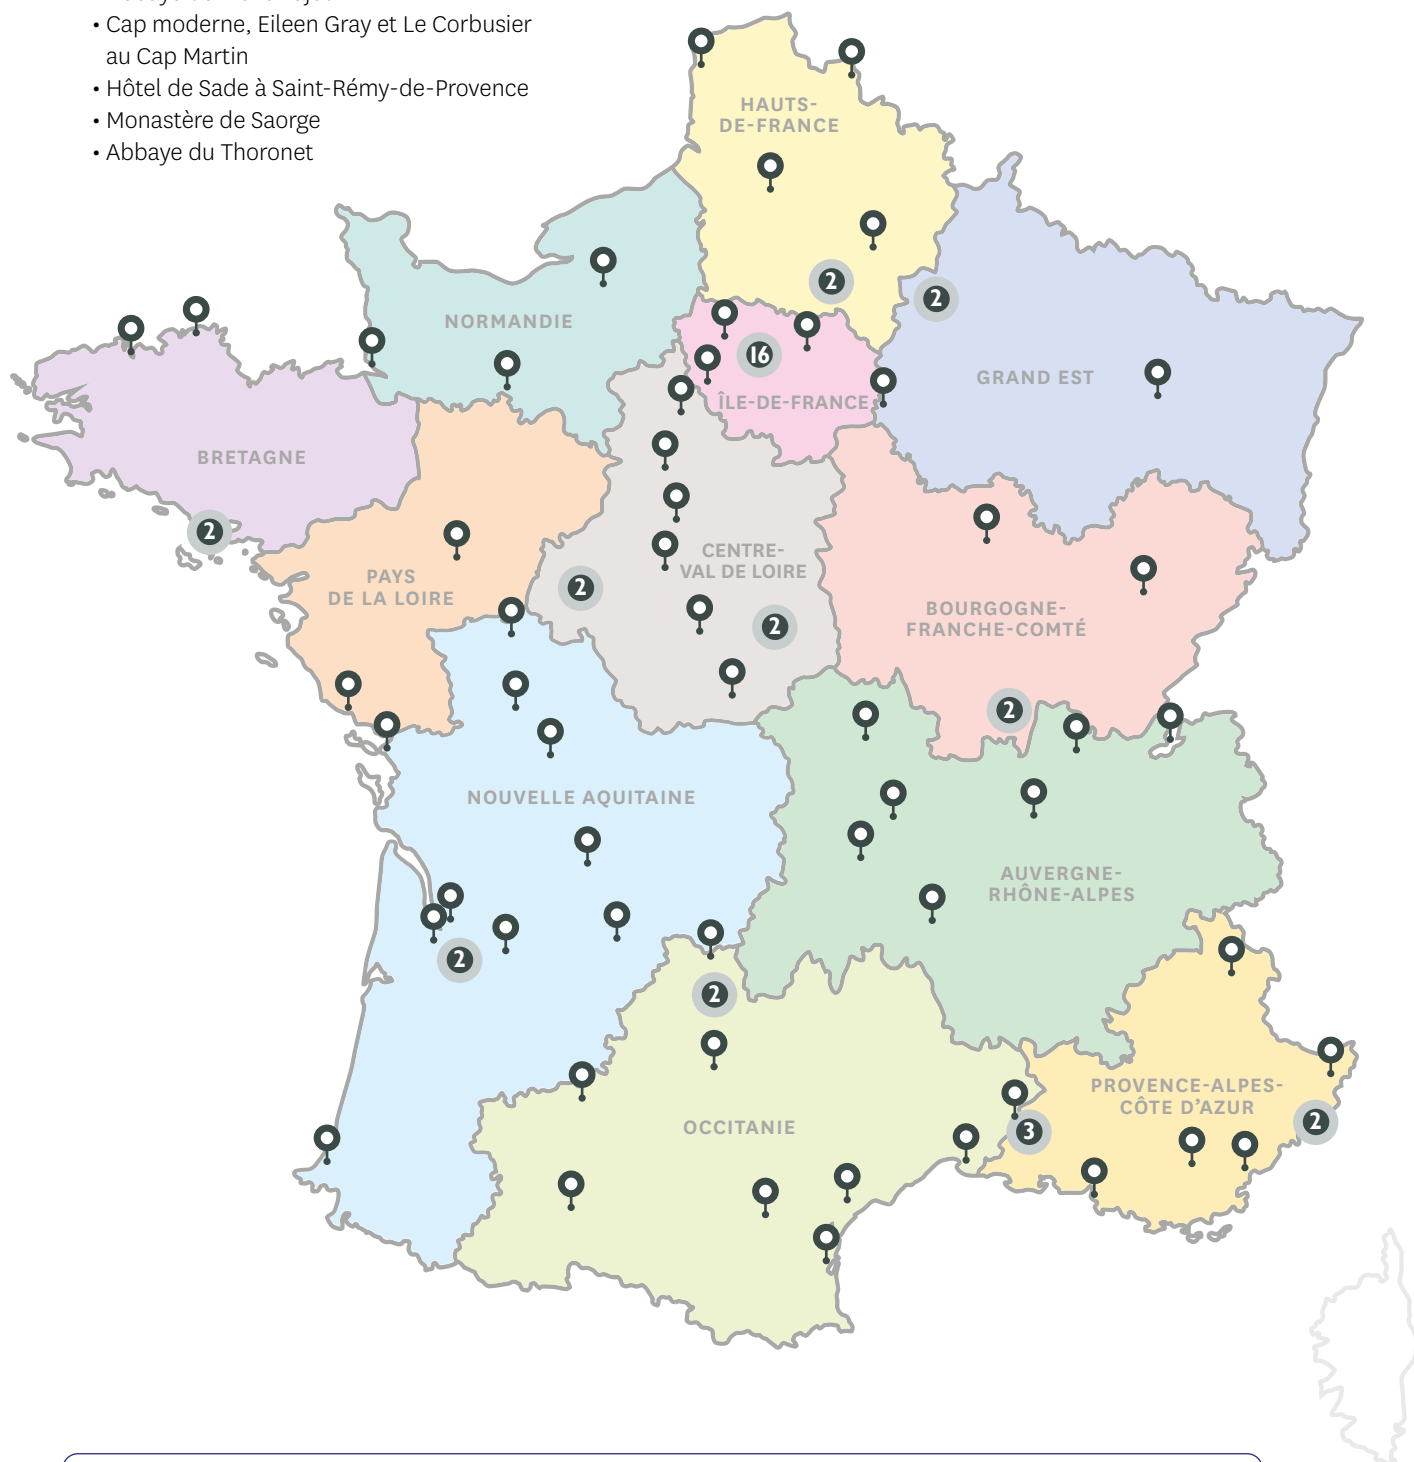 • Cap moderne, Eileen Gray et Le Corbusier
au Cap Martin
• Hôtel de Sade à Saint-Rémy-de-Provence
• Monastère de Saorge
• Abbaye du Thoronet
HAUTS-
DE-FRANCE
2
2
NORMANDIE
16
ÎLE-DE-FRANCE
GRAND EST
BRETAGNE
2
PAYS
DE LA LOIRE
2
CENTRE-
VAL DE LOIRE
2
BOURGOGNE-
FRANCHE-COMTÉ
2
NOUVELLE AQUITAINE
2
AUVERGNE-
RHÔNE-ALPES
2
OCCITANIE
3
PROVENCE-ALPES-
CÔTE D'AZUR
2